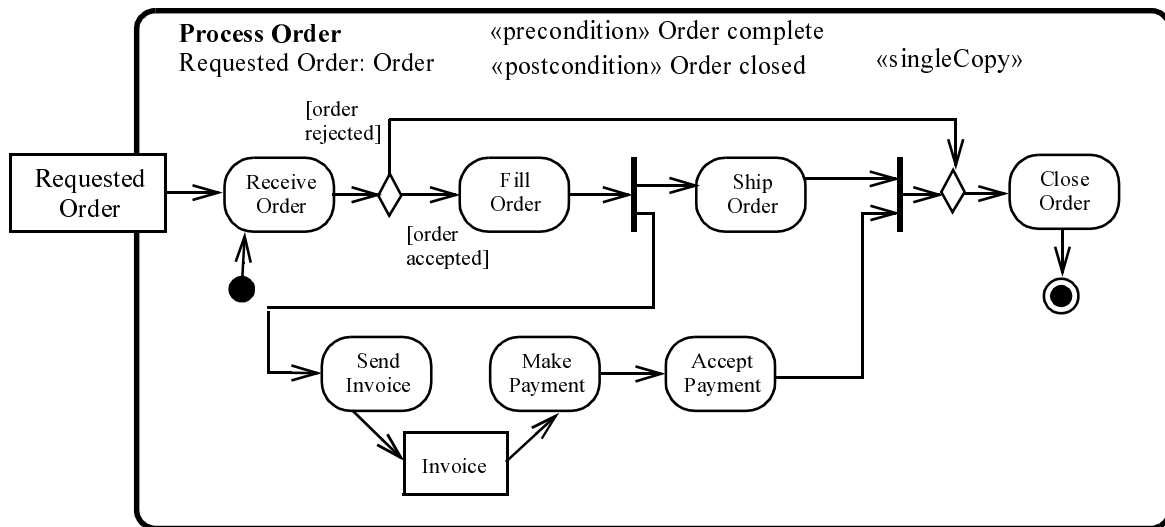 Process Order
Requested Order: Order
«precondition» Order complete
«postcondition» Order closed
«singleCopy»
[order
rejected]
Requested
Order
Receive
Order
Fill
Order
Ship
Order
Close
Order
[order
accepted]
Send
Invoice
Make
Payment
Accept
Payment
Invoice